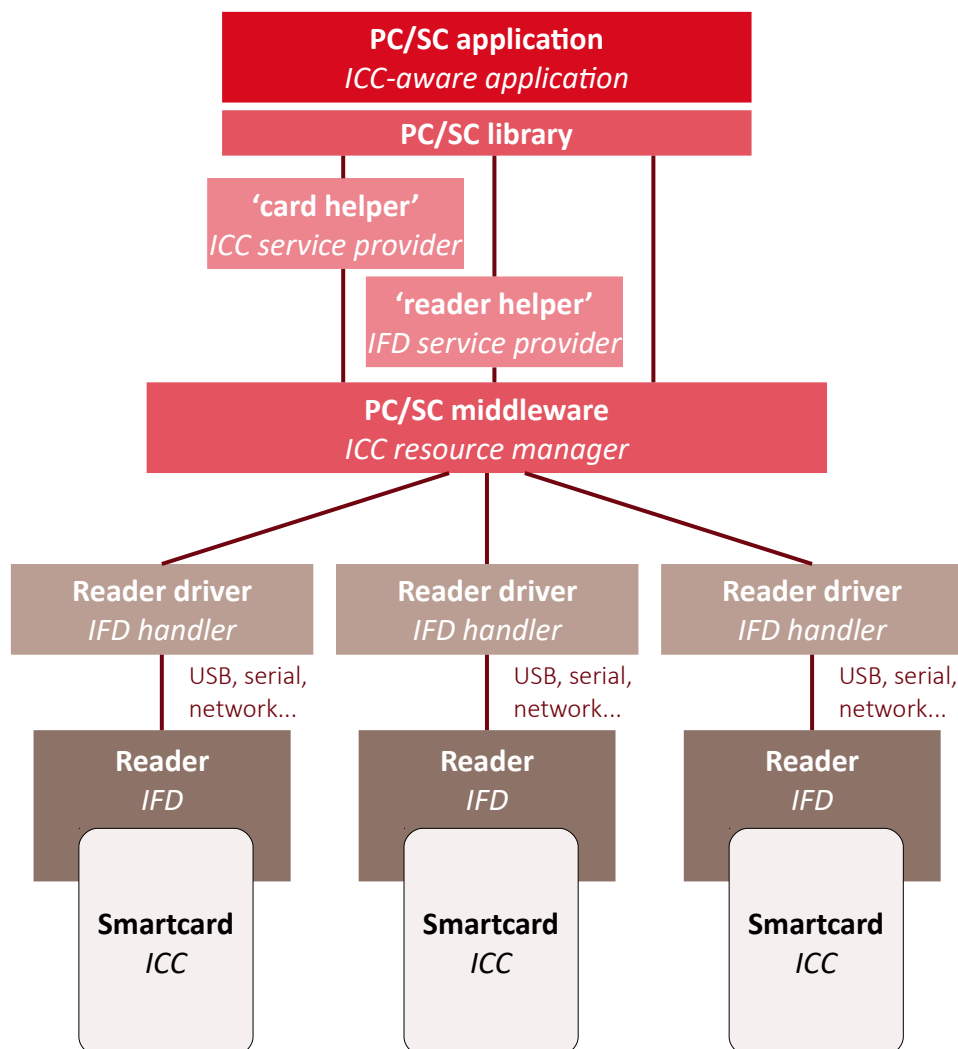 PC/SC application
ICC-aware application
PC/SC library
‘card helper’
ICC service provider
‘reader helper’
IFD service provider
PC/SC middleware
ICC resource manager
Reader driver
IFD handler
Reader driver
IFD handler
Reader driver
IFD handler
USB, serial,
network...
USB, serial,
network...
USB, serial,
network...
Reader
IFD
Reader
IFD
Reader
IFD
Smartcard
ICC
Smartcard
ICC
Smartcard
ICC